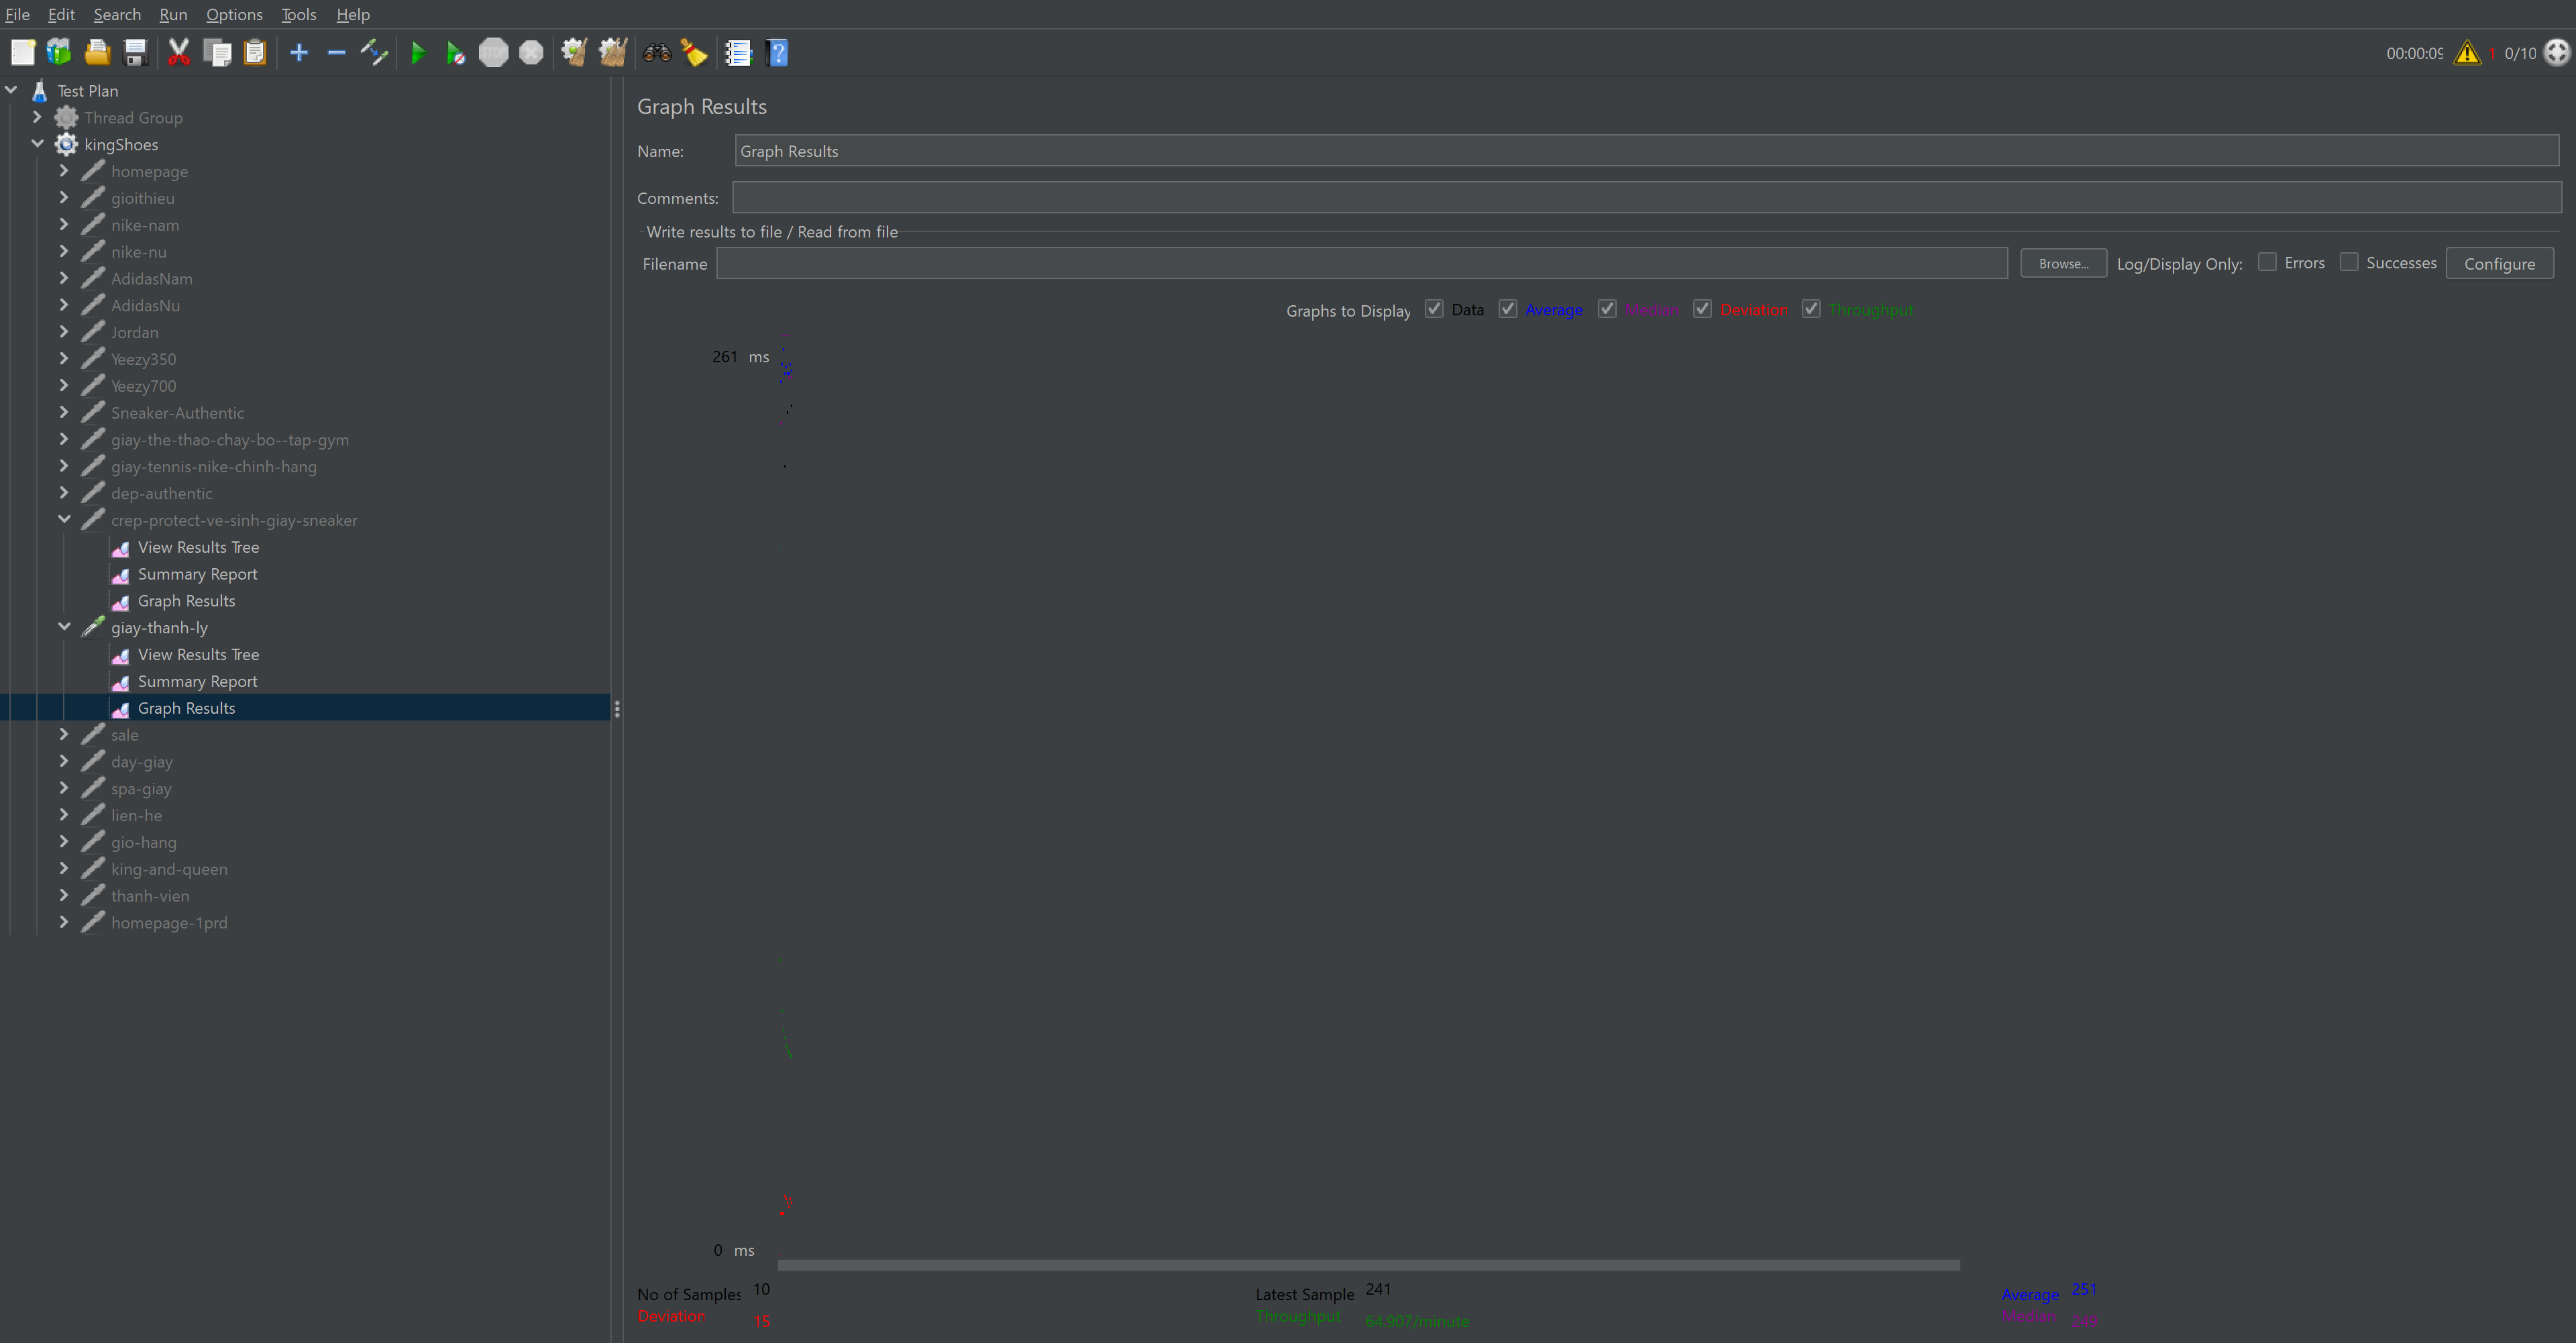 File Edit Search Run Options Tools Help
STOP
00:00:09 1 0/10
Test Plan
Thread Group
kingShoes
homepage
gioithieu
nike-nam
nike-nu
AdidasNam
AdidasNu
Jordan
Yeezy350
Yeezy700
Sneaker-Authentic
giay-the-thao-chay-bo--tap-gym
giay-tennis-nike-chinh-hang
dep-authentic
crep-protect-ve-sinh-giay-sneaker
View Results Tree
Summary Report
Graph Results
giay-thanh-ly
View Results Tree
Summary Report
Graph Results
sale
day-giay
spa-giay
lien-he
gio-hang
king-and-queen
thanh-vien
homepage-1prd
Graph Results
Name: Graph Results
Comments:
Write results to file / Read from file
Filename Browse... Log/Display Only: Errors Successes Configure
Graphs to Display Data Average Median Deviation Throughput
261 ms
0 ms
No of Samples 10 Latest Sample 241 Average 251
Deviation 15 Throughput 64.907/minute Median 249